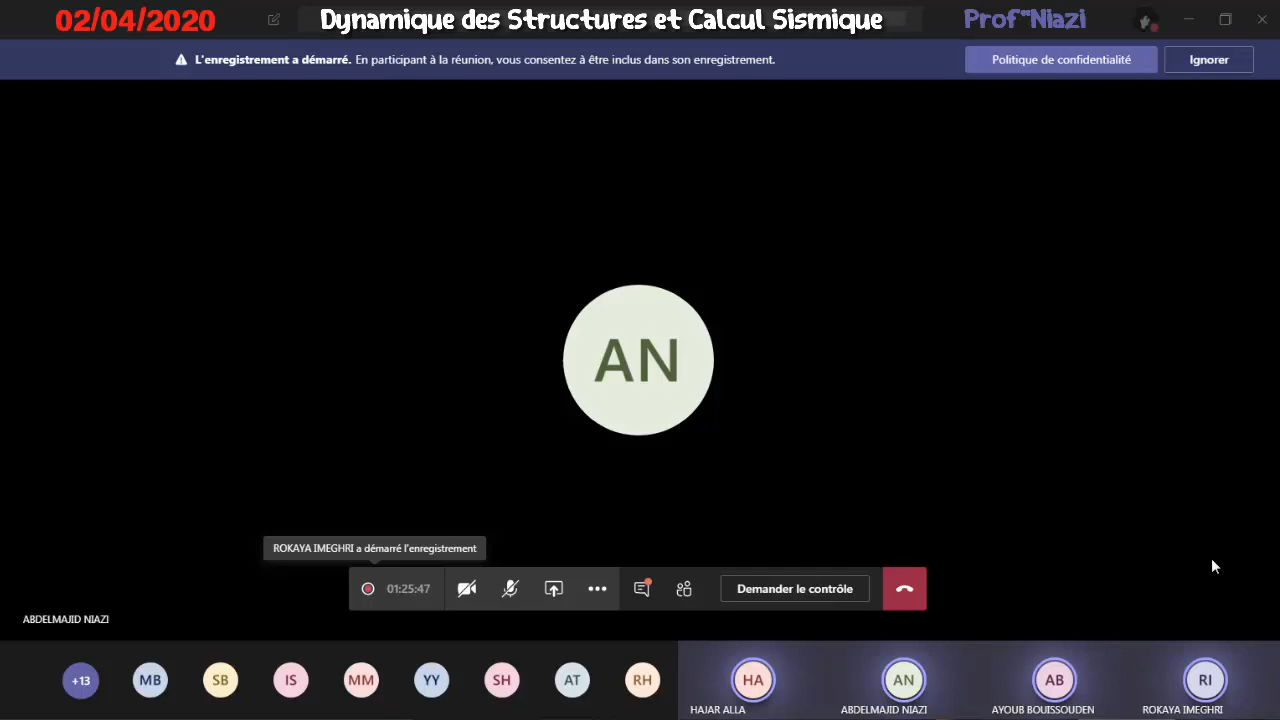 02/04/2020
Dynamique des Structures et Calcul Sismique
Prof"Niazi
L'enregistrement a démarré. En participant à la réunion, vous consentez à être inclus dans son enregistrement.
Politique de confidentialité
Ignorer
AN
ROKAYA IMEGHRI a démarré l'enregistrement
01:25:47
Demander le contrôle
ABDELMAJID NIAZI
+13
MB
SB
IS
MM
YY
SH
AT
RH
HA
AN
AB
RI
HAJAR ALLA
ABDELMAJID NIAZI
AYOUB BOUISSOUDEN
ROKAYA IMEGHRI